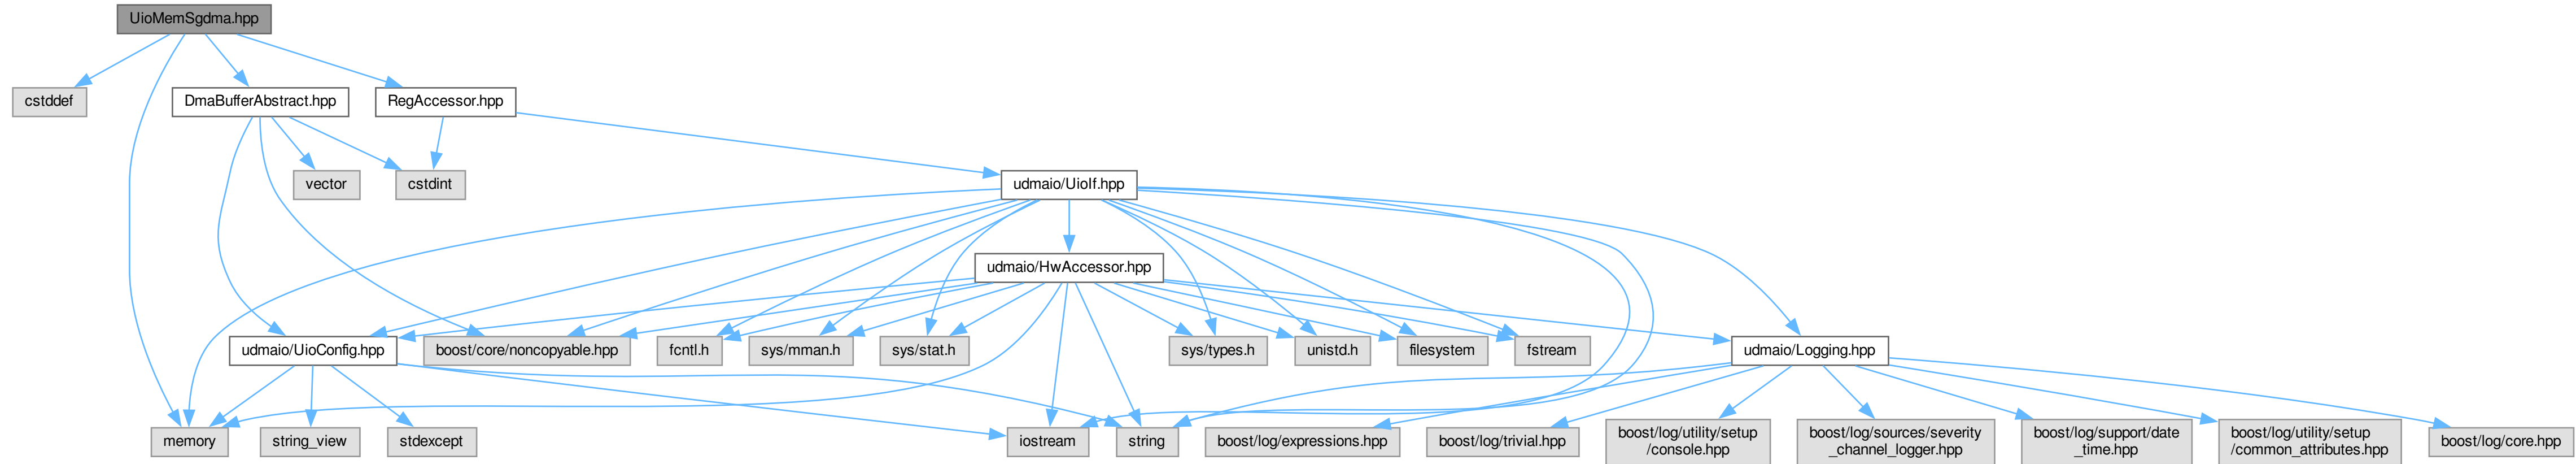 UioMemSgdma.hpp
cstddef
DmaBufferAbstract.hpp
RegAccessor.hpp
vector
cstdint
udmaio/UioIf.hpp
udmaio/HwAccessor.hpp
udmaio/UioConfig.hpp
boost/core/noncopyable.hpp
fcntl.h
sys/mman.h
sys/stat.h
sys/types.h
unistd.h
filesystem
fstream
udmaio/Logging.hpp
memory
string_view
stdexcept
iostream
string
boost/log/expressions.hpp
boost/log/trivial.hpp
boost/log/utility/setup
/console.hpp
boost/log/sources/severity
_channel_logger.hpp
boost/log/support/date
_time.hpp
boost/log/utility/setup
/common_attributes.hpp
boost/log/core.hpp